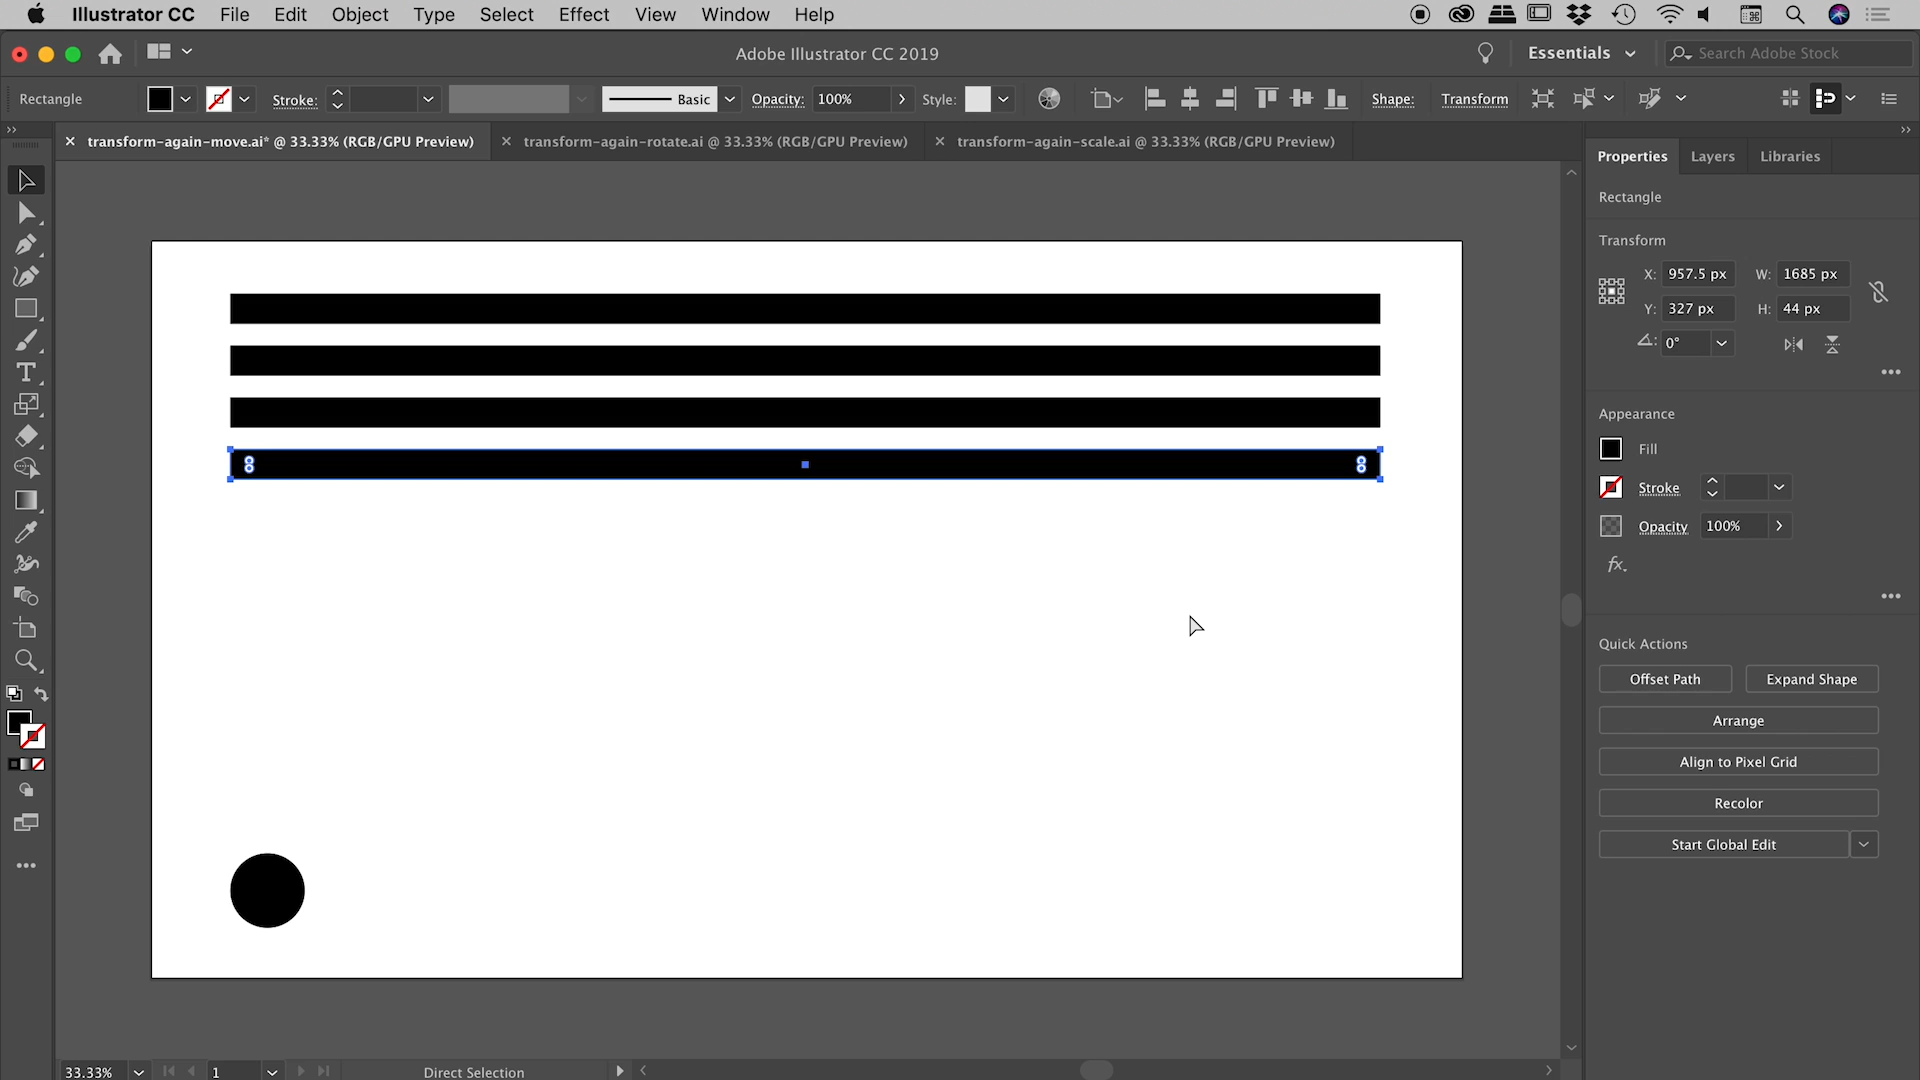 Illustrator CC File Edit Object Type Select Effect View Window Help
Adobe Illustrator CC 2019 Essentials Search Adobe Stock
Rectangle Stroke: Basic Opacity: 100% Style: Shape: Transform
transform-again-move.ai* @ 33.33% (RGB/GPU Preview) transform-again-rotate.ai @ 33.33% (RGB/GPU Preview) transform-again-scale.ai @ 33.33% (RGB/GPU Preview)
Properties Layers Libraries
Rectangle
Transform
X: 957.5 px W: 1685 px
Y: 327 px H: 44 px
0°
Appearance
Fill
Stroke
Opacity 100%
fx.
Quick Actions
Offset Path Expand Shape
Arrange
Align to Pixel Grid
Recolor
Start Global Edit
33.33% 1 Direct Selection